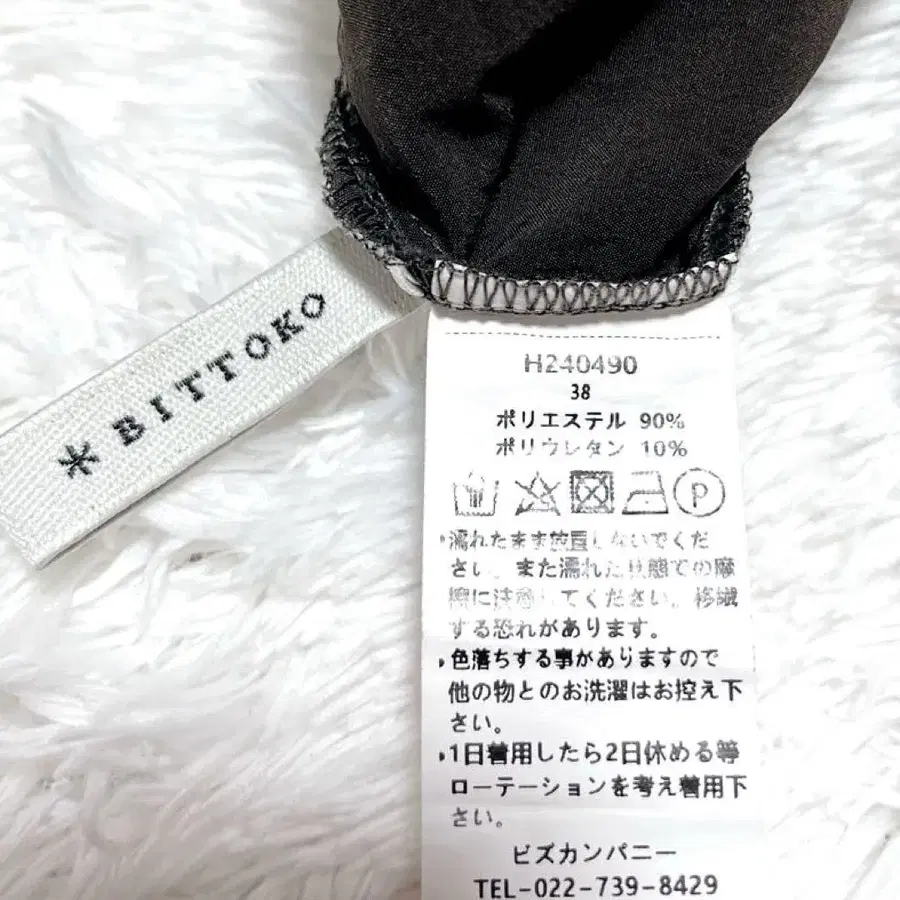 * BITTOKO
H240490
38
ポリエステル 90%
ポリウレタン 10%
P
・濡れたまま放置しないでくだ
さい。また濡れた状態での摩
擦に注意してください。移染
する恐れがあります。
・色落ちする事がありますので
他の物とのお洗濯はお控え下
さい。
・1日着用したら2日休める等
ローテーションを考え着用下
さい。
ビズカンパニー
TEL-022-739-8429